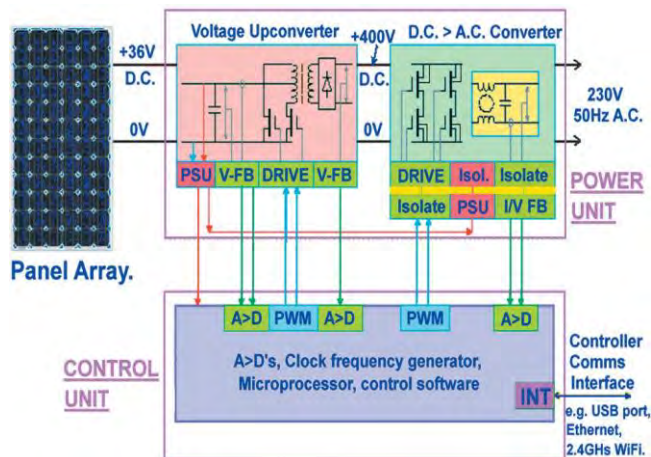 Voltage Upconverter
D.C. > A.C. Converter
+36V
D.C.
0V
+400V
D.C.
0V
230V
50Hz A.C.
PSU V-FB DRIVE V-FB
DRIVE Isol. Isolate
Isolate PSU I/V FB
POWER
UNIT
Panel Array.
A>D PWM A>D PWM A>D
A>D's, Clock frequency generator,
Microprocessor, control software
INT
CONTROL
UNIT
Controller
Comms
Interface
e.g. USB port,
Ethernet,
2.4GHs WiFi.